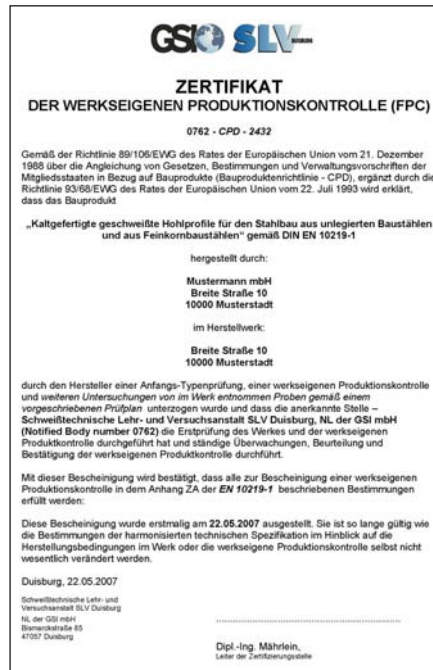 GSI SLV DUISBURG
ZERTIFIKAT
DER WERKSEIGENEN PRODUKTIONSKONTROLLE (FPC)
0762 - CPD - 2432
Gemäß der Richtlinie 89/106/EWG des Rates der Europäischen Union vom 21. Dezember
1988 über die Angleichung von Gesetzen, Bestimmungen und Verwaltungsvorschriften der
Mitgliedsstaaten in Bezug auf Bauprodukte (Bauproduktenrichtlinie - CPD), ergänzt durch die
Richtlinie 93/68/EWG des Rates der Europäischen Union vom 22. Juli 1993 wird erklärt,
dass das Bauprodukt
„Kaltgefertigte geschweißte Hohlprofile für den Stahlbau aus unlegierten Baustählen
und aus Feinkornbaustählen“ gemäß DIN EN 10219-1
hergestellt durch:
Mustermann mbH
Breite Straße 10
10000 Musterstadt
im Herstellwerk:
Breite Straße 10
10000 Musterstadt
durch den Hersteller einer Anfangs-Typenprüfung, einer werkseigenen Produktionskontrolle
und weiteren Untersuchungen von im Werk entnommen Proben gemäß einem
vorgeschriebenen Prüfplan unterzogen wurde und dass die anerkannte Stelle –
Schweißtechnische Lehr- und Versuchsanstalt SLV Duisburg, NL der GSI mbH
(Notified Body number 0762) die Erstprüfung des Werkes und der werkseigenen
Produktkontrolle durchgeführt hat und ständige Überwachungen, Beurteilung und
Bestätigung der werkseigenen Produktkontrolle durchführt.
Mit dieser Bescheinigung wird bestätigt, dass alle zur Bescheinigung einer werkseigenen
Produktionskontrolle in dem Anhang ZA der EN 10219-1 beschriebenen Bestimmungen
erfüllt werden:
Diese Bescheinigung wurde erstmalig am 22.05.2007 ausgestellt. Sie ist so lange gültig wie
die Bestimmungen der harmonisierten technischen Spezifikation im Hinblick auf die
Herstellungsbedingungen im Werk oder die werkseigene Produktionskontrolle selbst nicht
wesentlich verändert werden.
Duisburg, 22.05.2007
Schweißtechnische Lehr- und
Versuchsanstalt SLV Duisburg
NL der GSI mbH
Bismarckstraße 85
47057 Duisburg
Dipl.-Ing. Mährlein,
Leiter der Zertifizierungsstelle